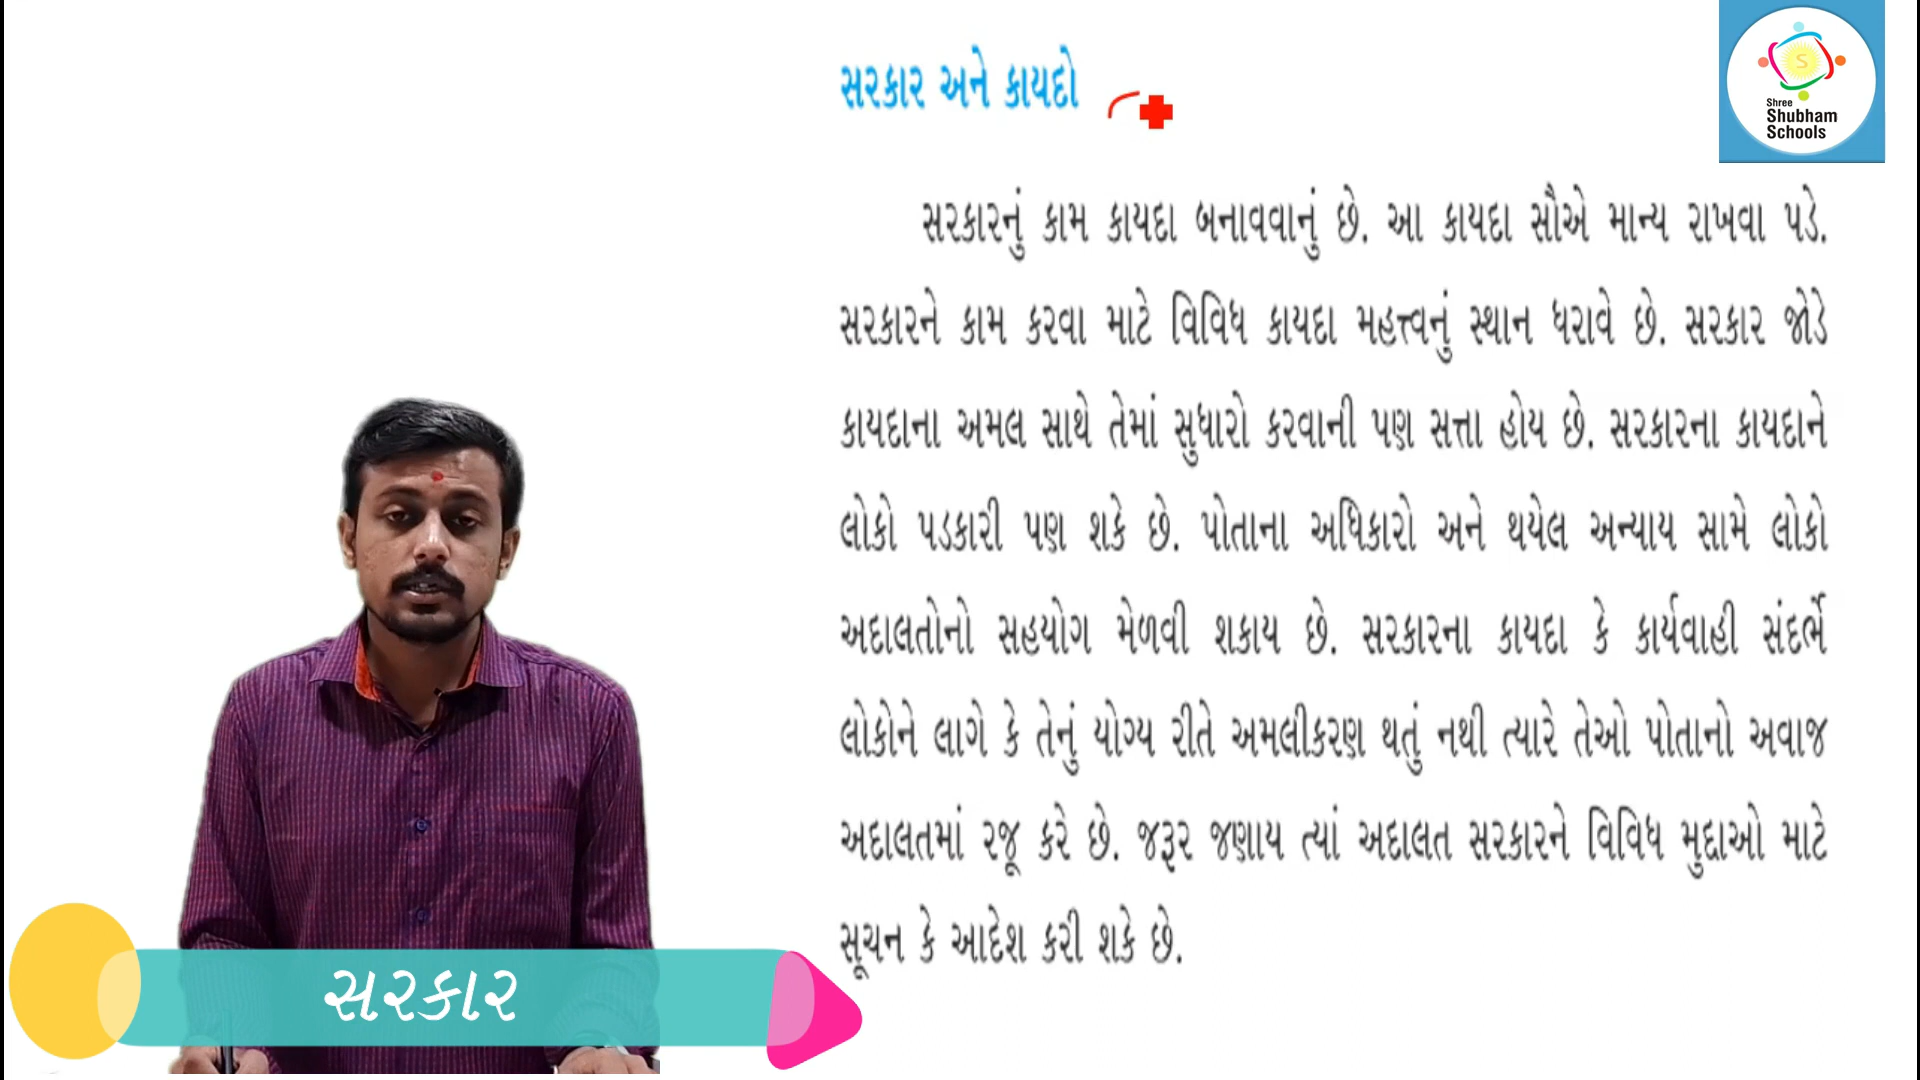 સરકાર અને કાયદો
Shree
Shubham
Schools
સરકારનું કામ કાયદા બનાવવાનું છે. આ કાયદા સૌએ માન્ય રાખવા પડે.
સરકારને કામ કરવા માટે વિવિધ કાયદા મહત્ત્વનું સ્થાન ધરાવે છે. સરકાર જોડે
કાયદાના અમલ સાથે તેમાં સુધારો કરવાની પણ સત્તા હોય છે. સરકારના કાયદાને
લોકો પડકારી પણ શકે છે. પોતાના અધિકારો અને થયેલ અન્યાય સામે લોકો
અદાલતોનો સહયોગ મેળવી શકાય છે. સરકારના કાયદા કે કાર્યવાહી સંદર્ભે
લોકોને લાગે કે તેનું યોગ્ય રીતે અમલીકરણ થતું નથી ત્યારે તેઓ પોતાનો અવાજ
અદાલતમાં રજૂ કરે છે. જરૂર જણાય ત્યાં અદાલત સરકારને વિવિધ મુદ્દાઓ માટે
સૂચન કે આદેશ કરી શકે છે.
સરકાર